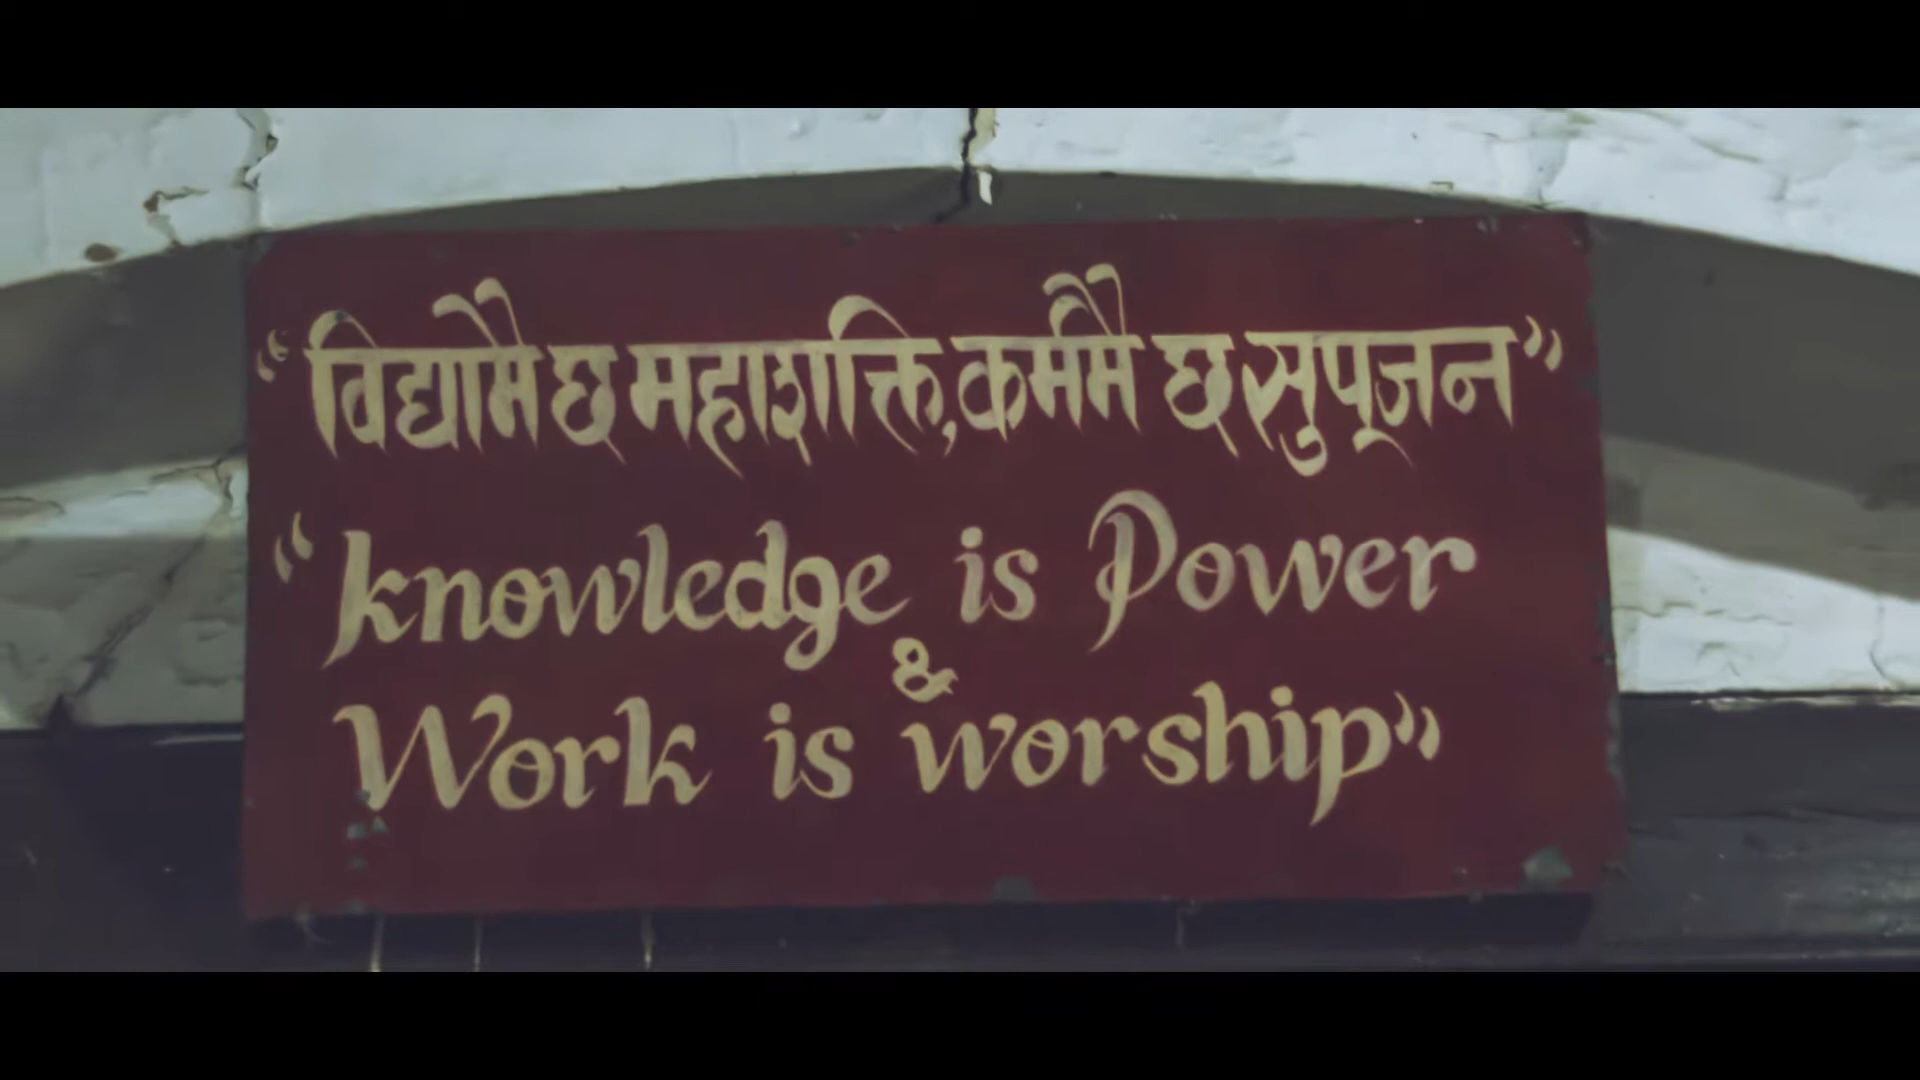 “विद्यामै छ महाशक्ति, कर्ममै छ सुपूजन”
“knowledge is Power
&
Work is worship”